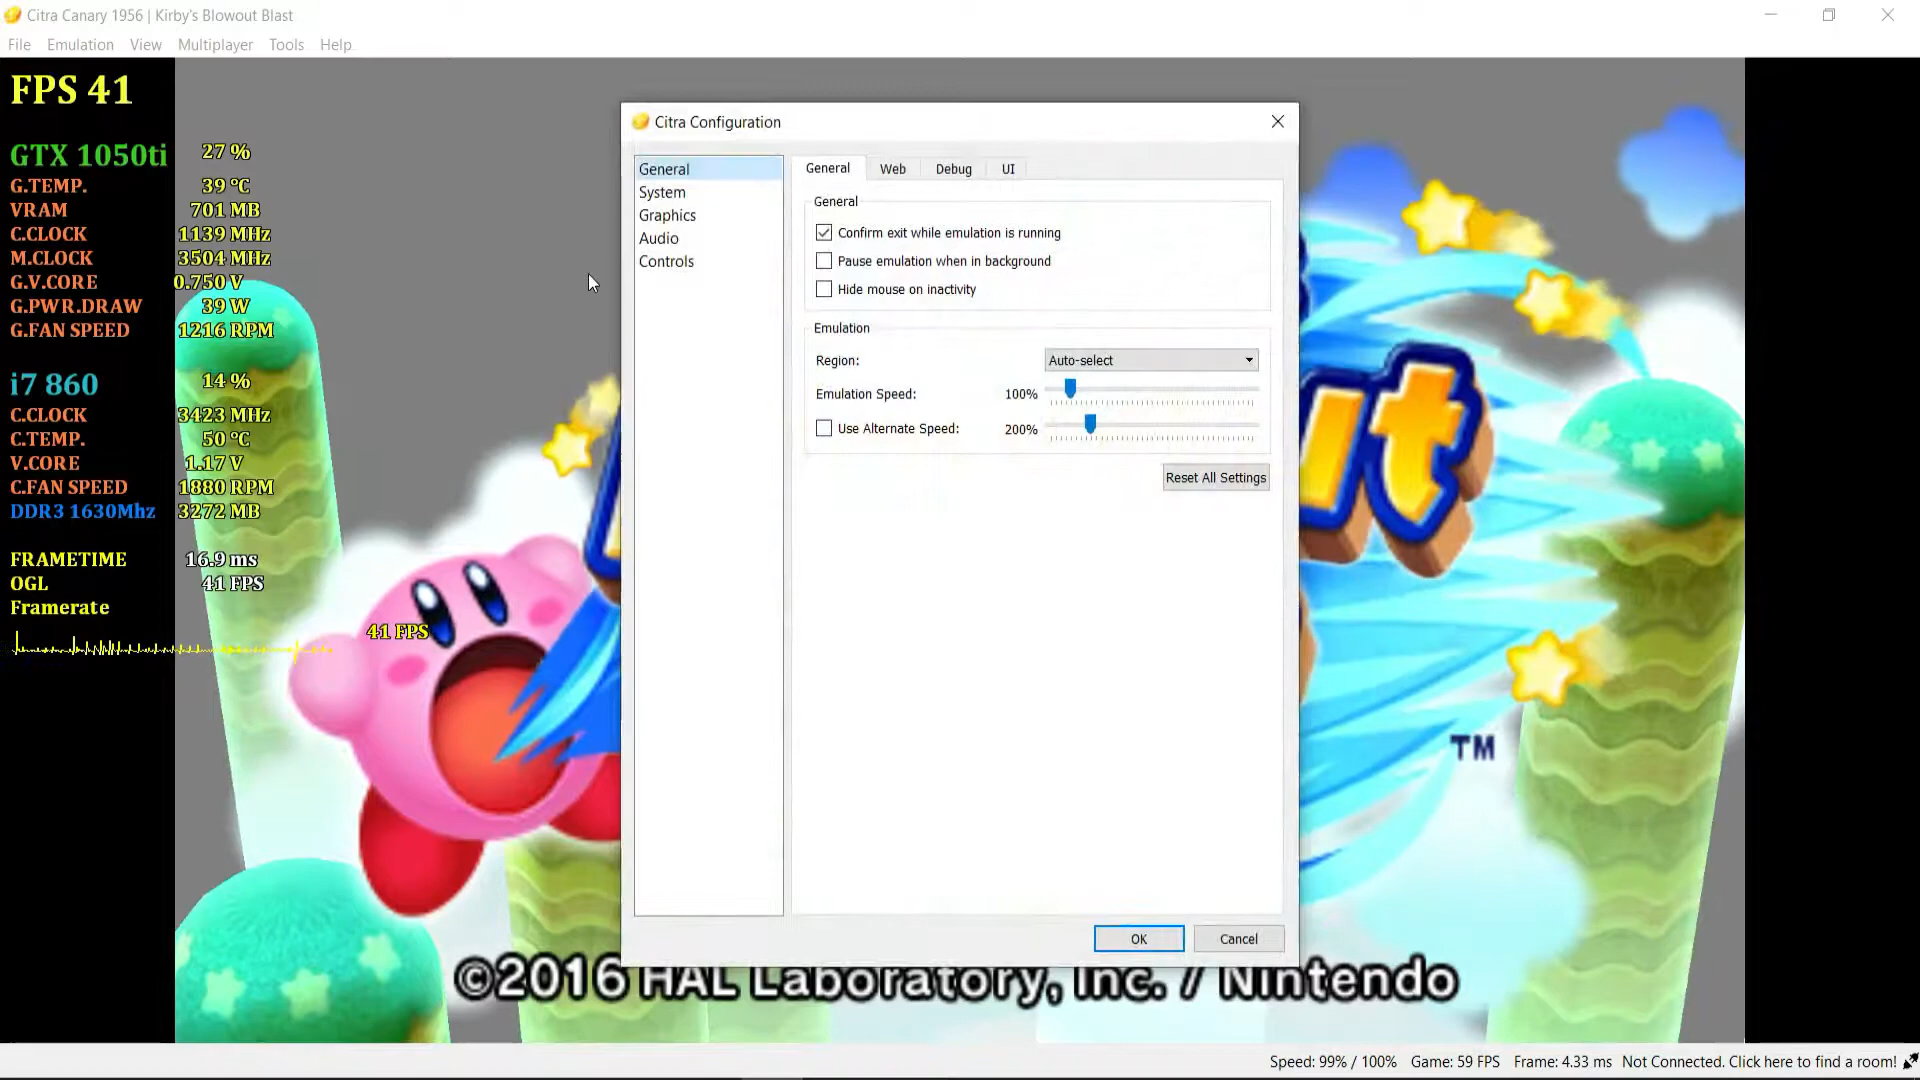 Citra Canary 1956 | Kirby's Blowout Blast
File Emulation View Multiplayer Tools Help
FPS 41
GTX 1050ti 27 %
G.TEMP. 39 °C
VRAM 701 MB
C.CLOCK 1139 MHz
M.CLOCK 3504 MHz
G.V.CORE 0.750 V
G.PWR.DRAW 39 W
G.FAN SPEED 1216 RPM
i7 860 14 %
C.CLOCK 3423 MHz
C.TEMP. 50 °C
V.CORE 1.17 V
C.FAN SPEED 1880 RPM
DDR3 1630Mhz 3272 MB
FRAMETIME 16.9 ms
OGL 41 FPS
Framerate
41 FPS
Citra Configuration
General
System
Graphics
Audio
Controls
General Web Debug UI
General
Confirm exit while emulation is running
Pause emulation when in background
Hide mouse on inactivity
Emulation
Region: Auto-select
Emulation Speed: 100%
Use Alternate Speed: 200%
Reset All Settings
OK Cancel
ut
TM
©2016 HAL Laboratory, Inc. / Nintendo
Speed: 99% / 100% Game: 59 FPS Frame: 4.33 ms Not Connected. Click here to find a room!